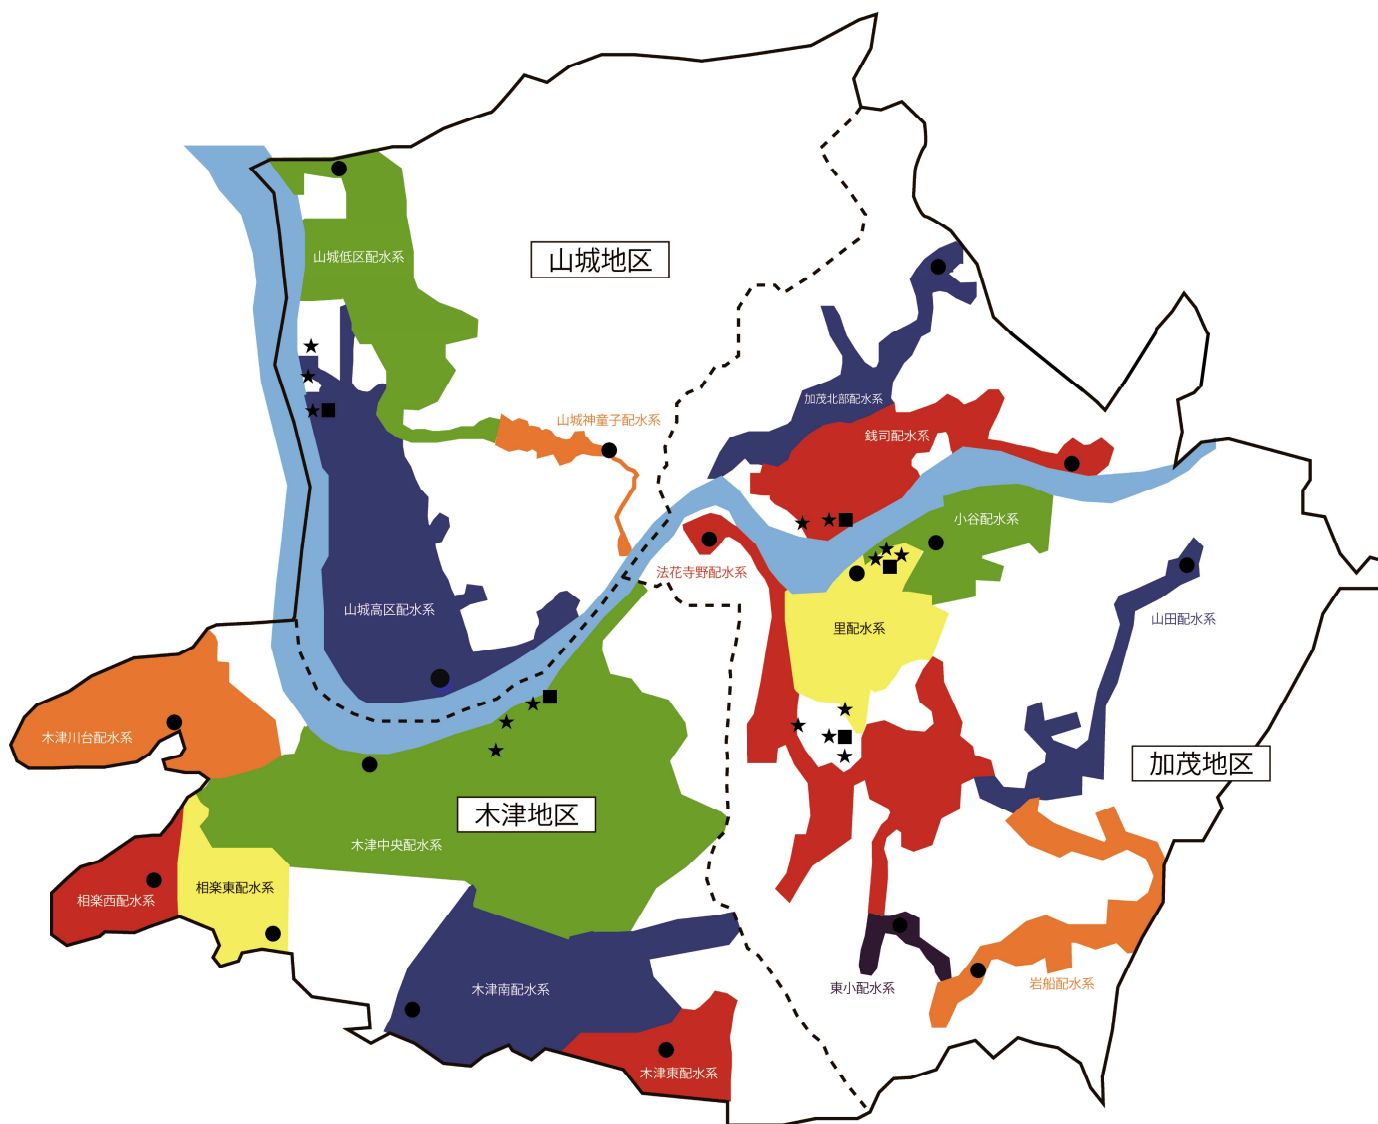 山城低区配水系
山城地区
加茂北部配水系
山城神童子配水系
銭司配水系
小谷配水系
法花寺野配水系
山城高区配水系
里配水系
山田配水系
木津川台配水系
加茂地区
木津地区
木津中央配水系
相楽東配水系
相楽西配水系
木津南配水系
東小配水系
岩船配水系
木津東配水系